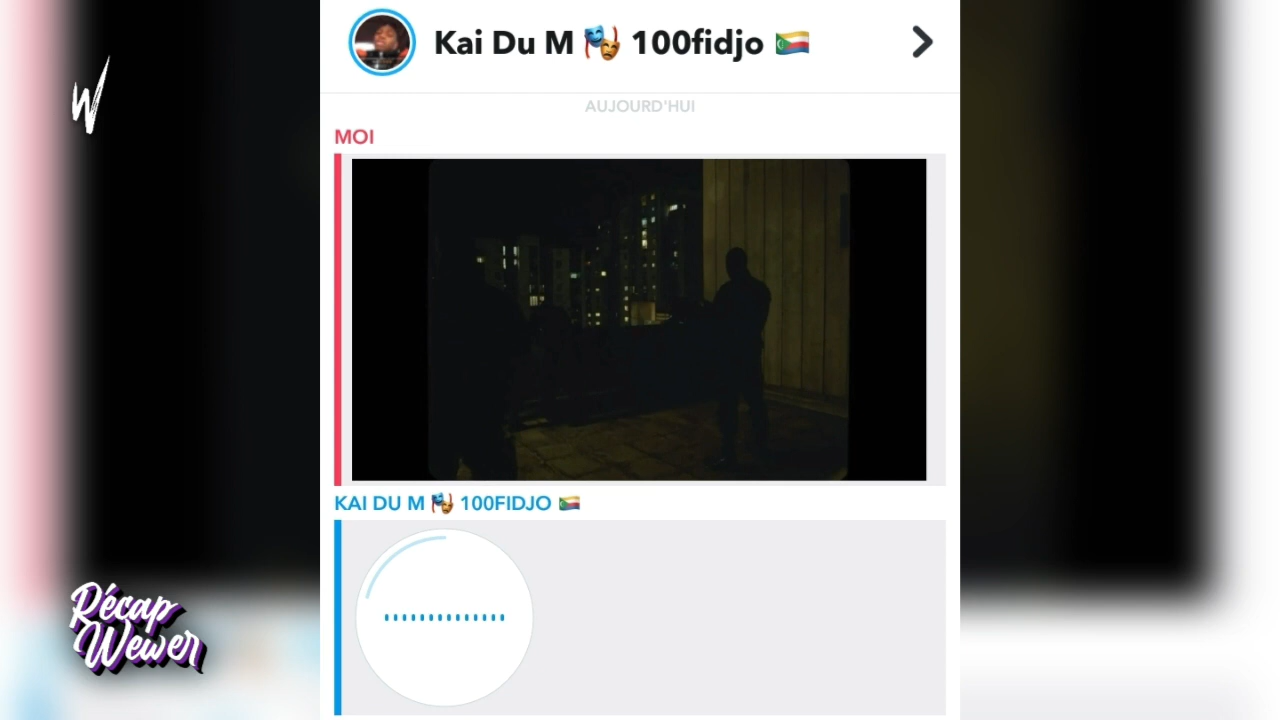 Kai Du M 🎭 100fidjo 🇰🇲
AUJOURD'HUI
MOI
KAI DU M 🎭 100FIDJO 🇰🇲
W
Récap
Wewer